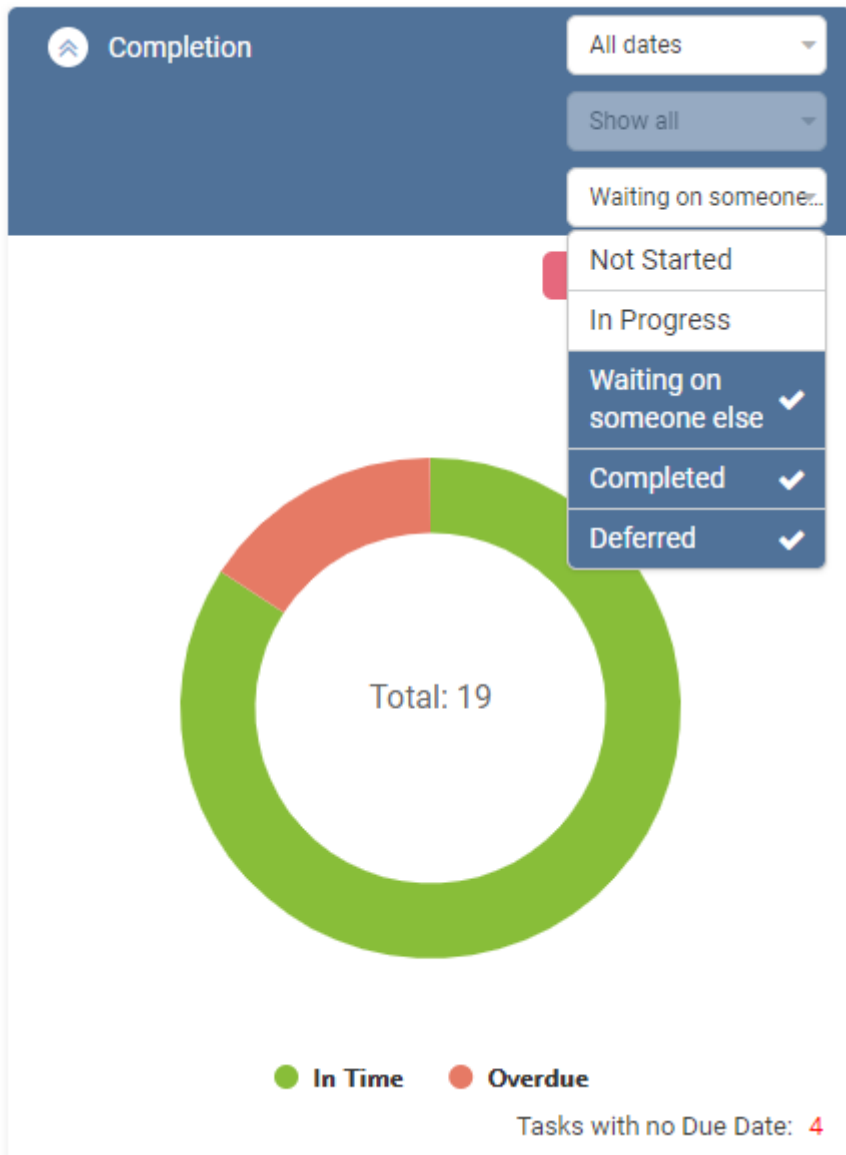 Completion
All dates
Show all
Waiting on someone...
Not Started
In Progress
Waiting on
someone else
Completed
Deferred
Total: 19
In Time
Overdue
Tasks with no Due Date: 4